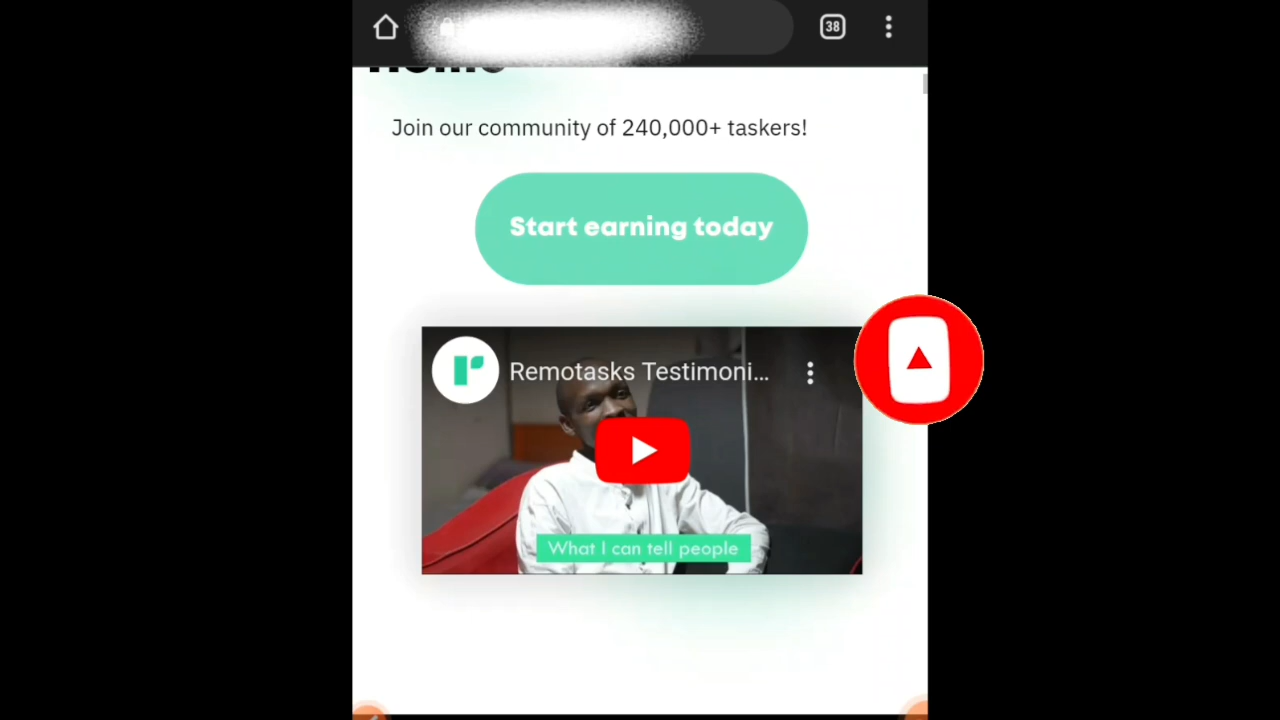 38
Join our community of 240,000+ taskers!
Start earning today
Remotasks Testimoni...
What I can tell people